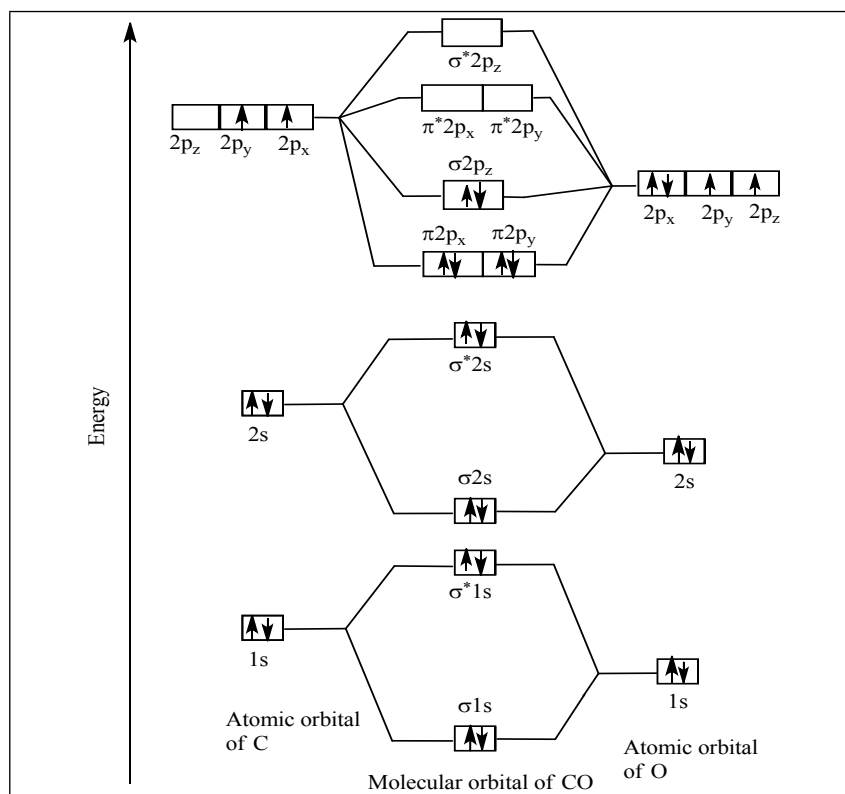 σ*2pz
2pz 2py 2px
π*2px π*2py
σ2pz
2px 2py 2pz
π2px π2py
σ*2s
2s
2s
σ2s
σ*1s
1s
1s
σ1s
Atomic orbital
of C
Atomic orbital
of O
Molecular orbital of CO
Energy